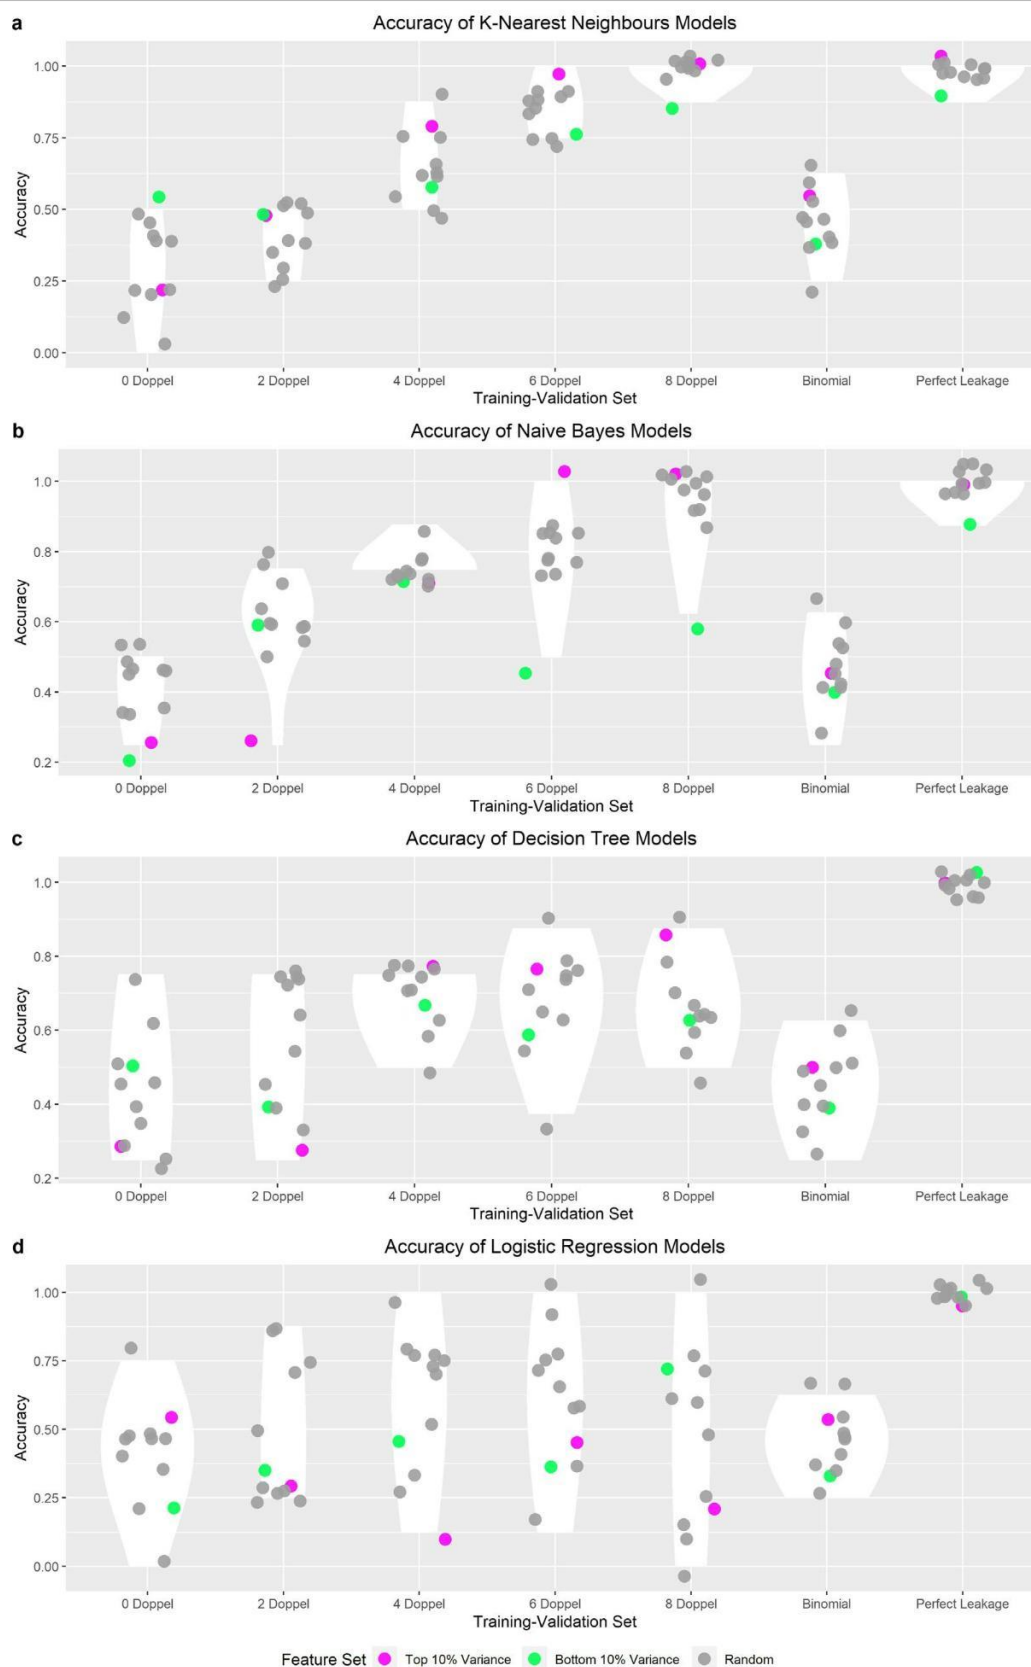 a
Accuracy of K-Nearest Neighbours Models
Accuracy
1.00
0.75
0.50
0.25
0.00
0 Doppel 2 Doppel 4 Doppel 6 Doppel 8 Doppel Binomial Perfect Leakage
Training-Validation Set
b
Accuracy of Naive Bayes Models
Accuracy
1.0
0.8
0.6
0.4
0.2
0 Doppel 2 Doppel 4 Doppel 6 Doppel 8 Doppel Binomial Perfect Leakage
Training-Validation Set
c
Accuracy of Decision Tree Models
Accuracy
1.0
0.8
0.6
0.4
0.2
0 Doppel 2 Doppel 4 Doppel 6 Doppel 8 Doppel Binomial Perfect Leakage
Training-Validation Set
d
Accuracy of Logistic Regression Models
Accuracy
1.00
0.75
0.50
0.25
0.00
0 Doppel 2 Doppel 4 Doppel 6 Doppel 8 Doppel Binomial Perfect Leakage
Training-Validation Set
Feature Set Top 10% Variance Bottom 10% Variance Random